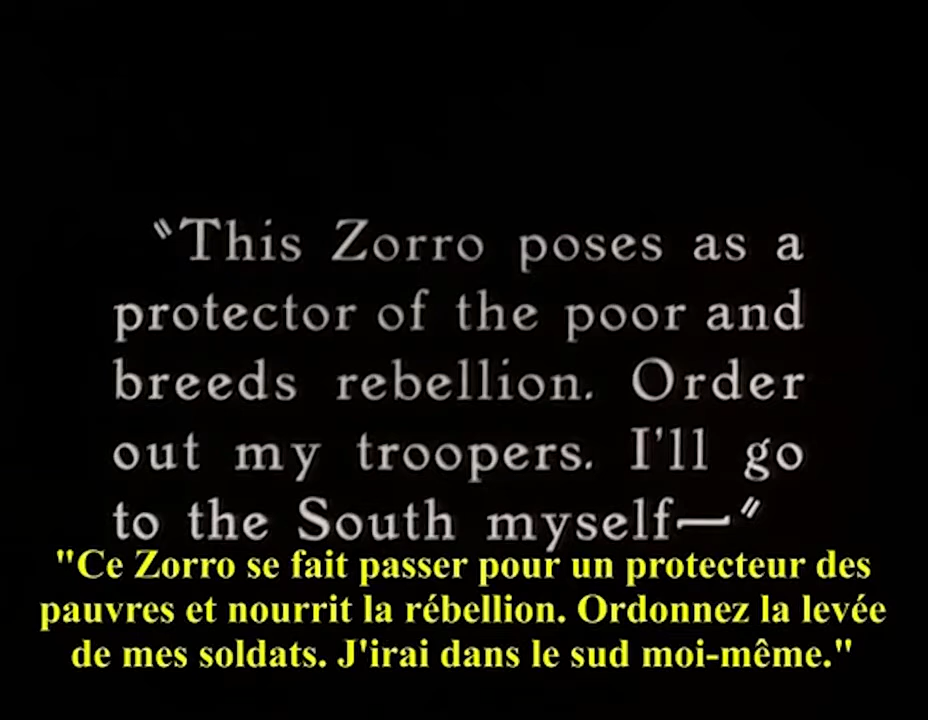 "This Zorro poses as a
protector of the poor and
breeds rebellion. Order
out my troopers. I'll go
to the South myself—"
"Ce Zorro se fait passer pour un protecteur des
pauvres et nourrit la rébellion. Ordonnez la levée
de mes soldats. J'irai dans le sud moi-même."